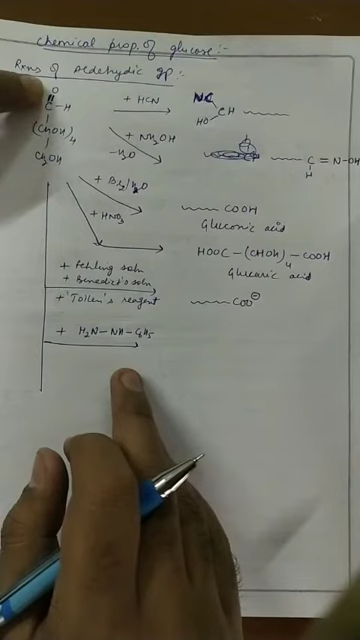 Chemical prop. of glucose :-
Rxns of aldehydic gp :-
O
C-H
(CHOH)4
CH2OH
+ HCN
NC
HO
CH
+ NH2OH
-H2O
C=N-OH
H
+ Br2/H2O
COOH
Gluconic acid
+ HNO3
HOOC-(CHOH)4-COOH
Glucaric acid
+ Fehling soln
+ Benedict's soln
+ Tollen's reagent
COO⊖
+ H2N-NH-C6H5